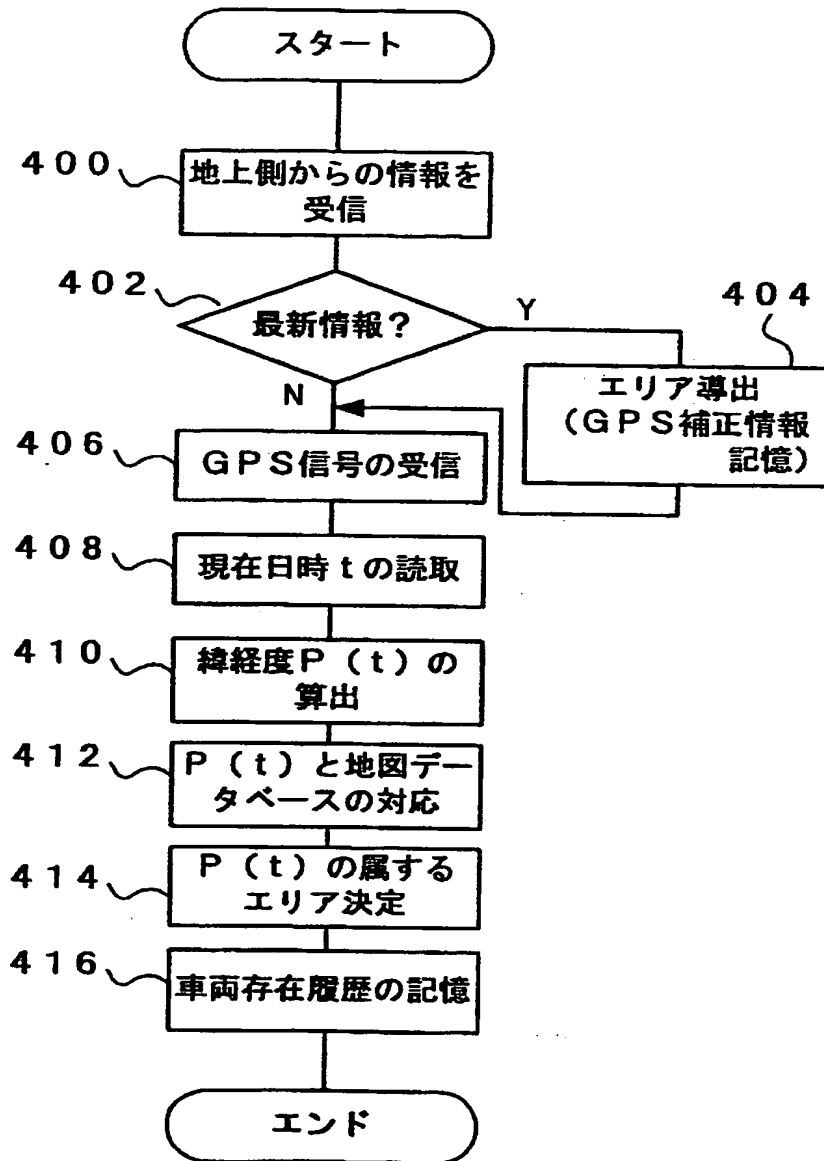 スタート
400
地上側からの情報を
受信
402
最新情報?
Y
N
404
エリア導出
(GPS補正情報
記憶)
406
GPS信号の受信
408
現在日時tの読取
410
緯経度P(t)の
算出
412
P(t)と地図デー
タベースの対応
414
P(t)の属する
エリア決定
416
車両存在履歴の記憶
エンド